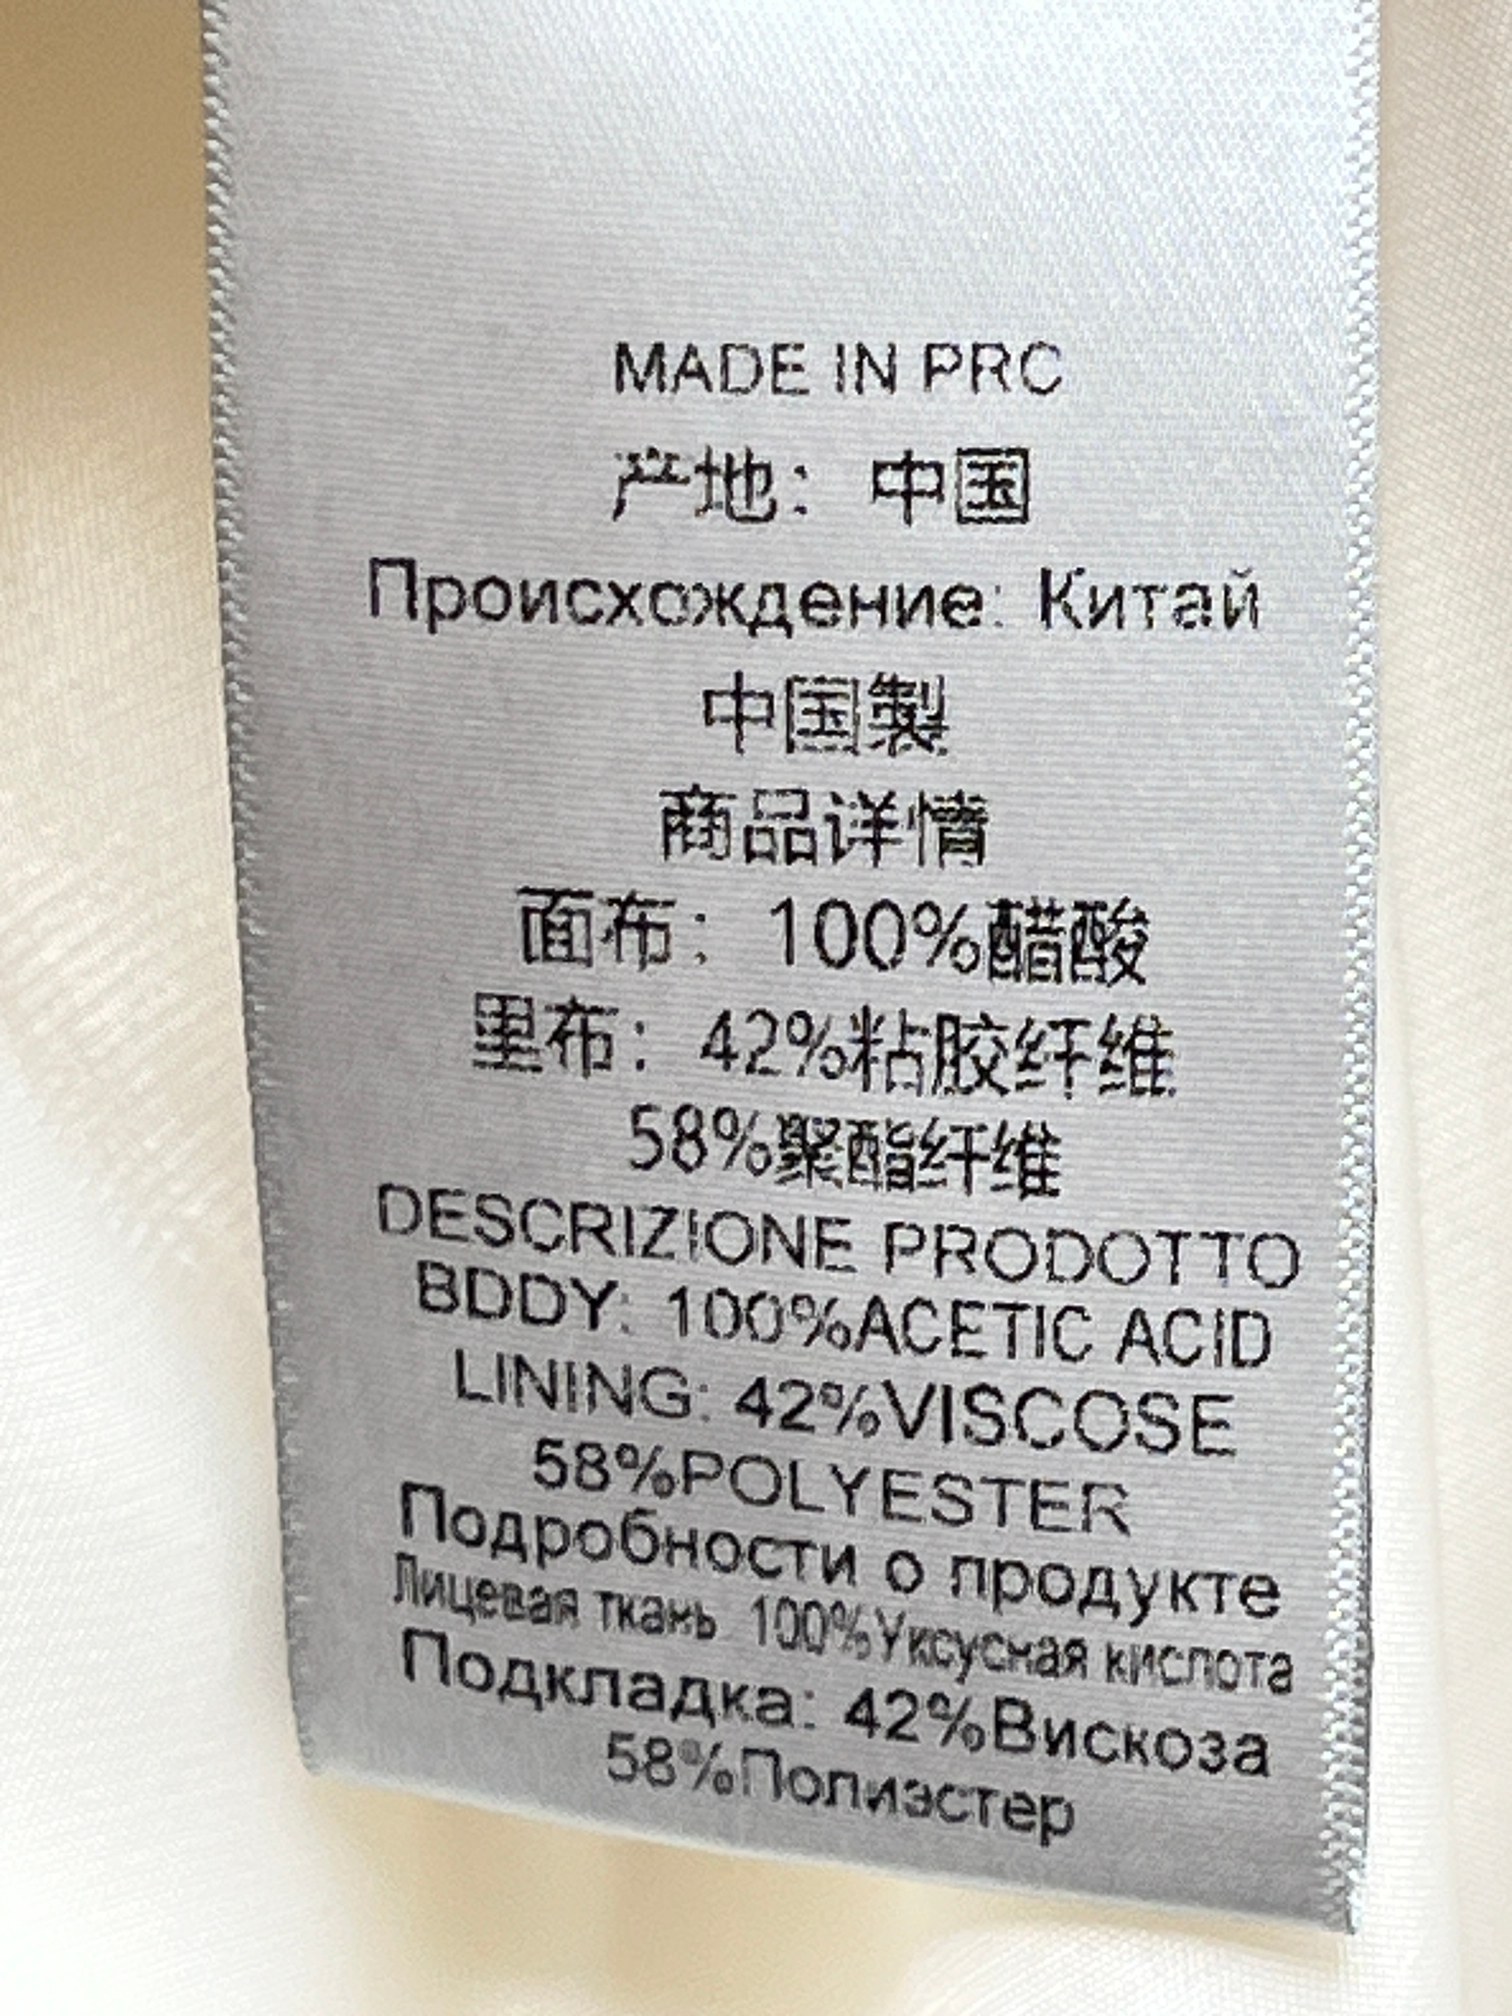 MADE IN PRC
产地：中国
Происхождение: Китай
中国製
商品详情
面布：100%醋酸
里布：42%粘胶纤维
58%聚酯纤维
DESCRIZIONE PRODOTTO
BDDY: 100%ACETIC ACID
LINING: 42%VISCOSE
58%POLYESTER
Подробности о продукте
Лицевая ткань 100%Уксусная кислота
Подкладка: 42%Вискоза
58%Полиэстер